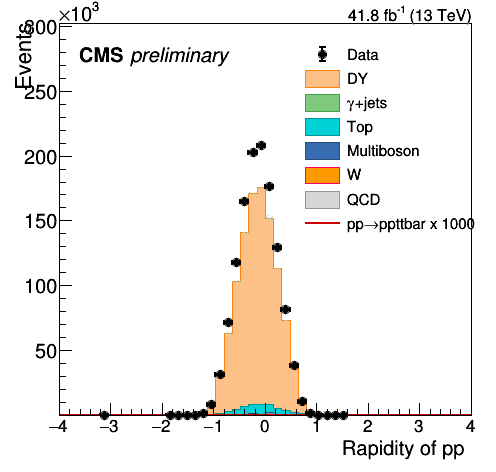 ×10³
41.8 fb⁻¹ (13 TeV)
Events
CMS preliminary
Data
DY
γ+jets
Top
Multiboson
W
QCD
pp→ppttbar x 1000
300
250
200
150
100
50
−4 −3 −2 −1 0 1 2 3 4
Rapidity of pp